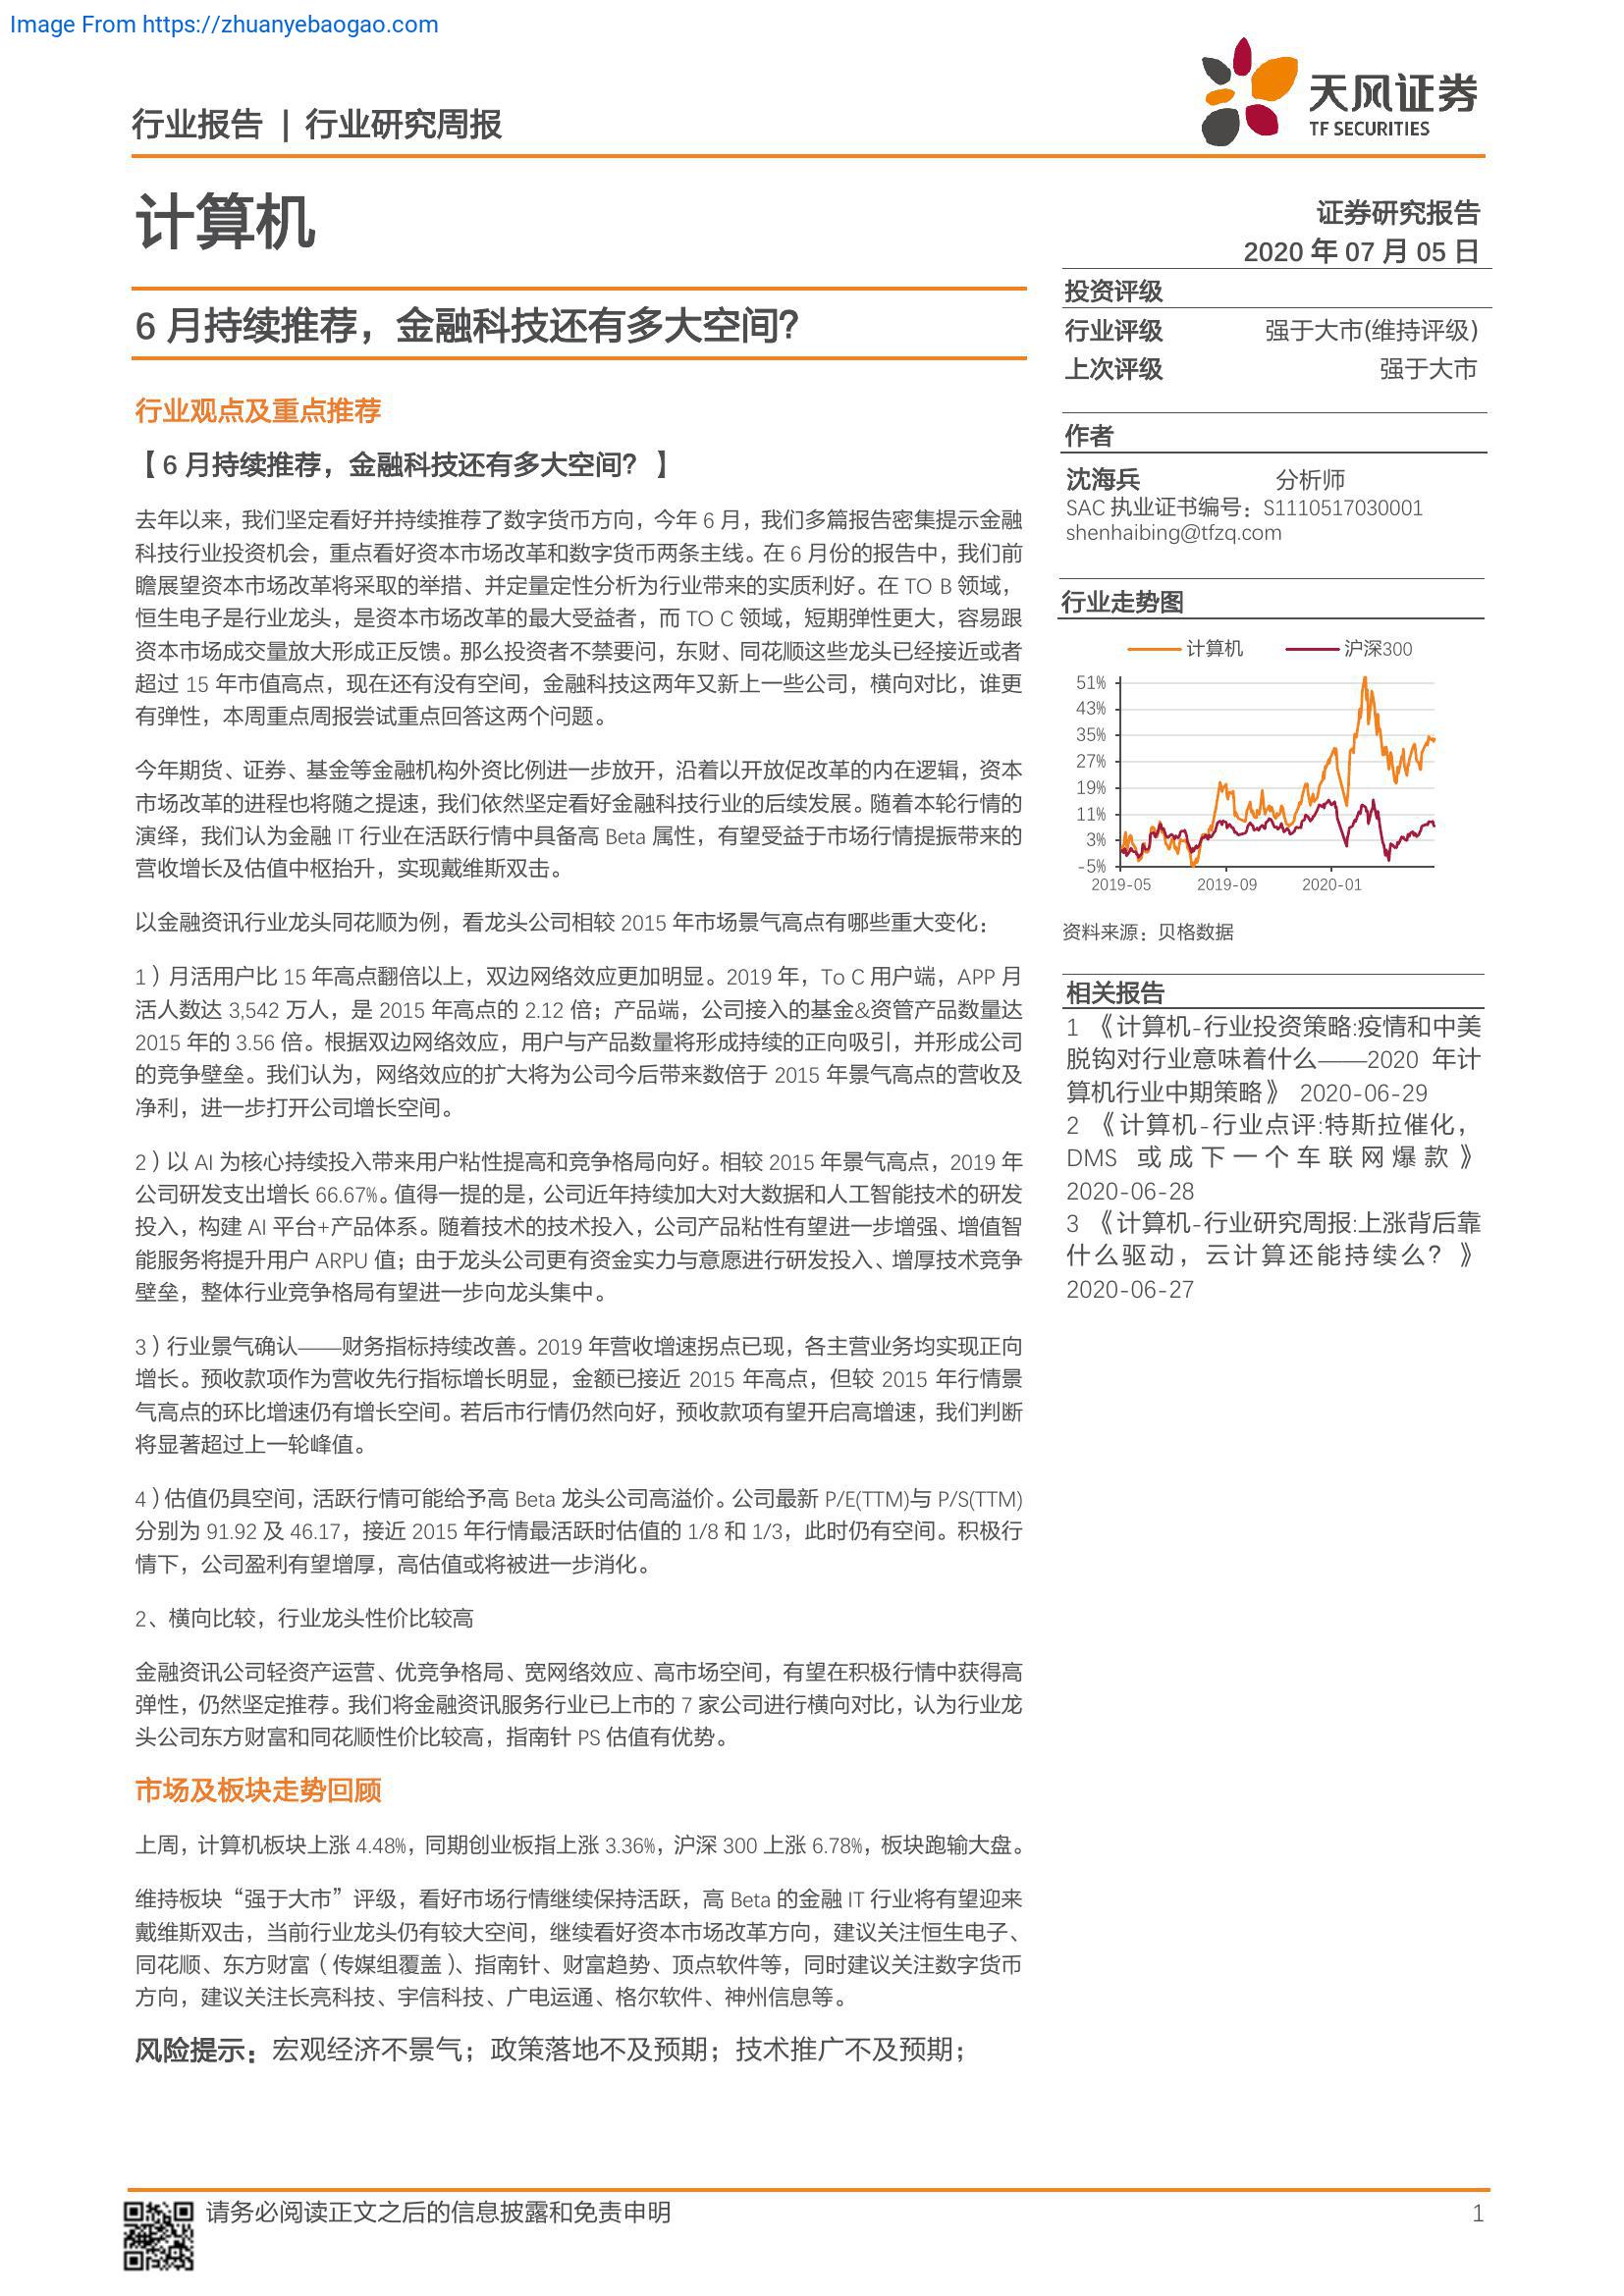 Image From https://zhuanyebaogao.com
行业报告 | 行业研究周报
天风证券
TF SECURITIES
计算机
证券研究报告
2020 年 07 月 05 日
6 月持续推荐，金融科技还有多大空间？
投资评级
行业评级 强于大市(维持评级)
上次评级 强于大市
作者
沈海兵 分析师
SAC 执业证书编号：S1110517030001
shenhaibing@tfzq.com
行业走势图
计算机 沪深300
51%
43%
35%
27%
19%
11%
3%
-5%
2019-05 2019-09 2020-01
资料来源：贝格数据
相关报告
1 《计算机-行业投资策略:疫情和中美
脱钩对行业意味着什么——2020 年计
算机行业中期策略》 2020-06-29
2 《计算机-行业点评:特斯拉催化，
DMS 或成下一个车联网爆款》
2020-06-28
3 《计算机-行业研究周报:上涨背后靠
什么驱动，云计算还能持续么？》
2020-06-27
行业观点及重点推荐
【6 月持续推荐，金融科技还有多大空间？】
去年以来，我们坚定看好并持续推荐了数字货币方向，今年 6 月，我们多篇报告密集提示金融
科技行业投资机会，重点看好资本市场改革和数字货币两条主线。在 6 月份的报告中，我们前
瞻展望资本市场改革将采取的举措、并定量定性分析为行业带来的实质利好。在 TO B 领域，
恒生电子是行业龙头，是资本市场改革的最大受益者，而 TO C 领域，短期弹性更大，容易跟
资本市场成交量放大形成正反馈。那么投资者不禁要问，东财、同花顺这些龙头已经接近或者
超过 15 年市值高点，现在还有没有空间，金融科技这两年又新上一些公司，横向对比，谁更
有弹性，本周重点周报尝试重点回答这两个问题。
今年期货、证券、基金等金融机构外资比例进一步放开，沿着以开放促改革的内在逻辑，资本
市场改革的进程也将随之提速，我们依然坚定看好金融科技行业的后续发展。随着本轮行情的
演绎，我们认为金融 IT 行业在活跃行情中具备高 Beta 属性，有望受益于市场行情提振带来的
营收增长及估值中枢抬升，实现戴维斯双击。
以金融资讯行业龙头同花顺为例，看龙头公司相较 2015 年市场景气高点有哪些重大变化：
1）月活用户比 15 年高点翻倍以上，双边网络效应更加明显。2019 年，To C 用户端，APP 月
活人数达 3,542 万人，是 2015 年高点的 2.12 倍；产品端，公司接入的基金&资管产品数量达
2015 年的 3.56 倍。根据双边网络效应，用户与产品数量将形成持续的正向吸引，并形成公司
的竞争壁垒。我们认为，网络效应的扩大将为公司今后带来数倍于 2015 年景气高点的营收及
净利，进一步打开公司增长空间。
2）以 AI 为核心持续投入带来用户粘性提高和竞争格局向好。相较 2015 年景气高点，2019 年
公司研发支出增长 66.67%。值得一提的是，公司近年持续加大对大数据和人工智能技术的研发
投入，构建 AI 平台+产品体系。随着技术的技术投入，公司产品粘性有望进一步增强、增值智
能服务将提升用户 ARPU 值；由于龙头公司更有资金实力与意愿进行研发投入、增厚技术竞争
壁垒，整体行业竞争格局有望进一步向龙头集中。
3）行业景气确认——财务指标持续改善。2019 年营收增速拐点已现，各主营业务均实现正向
增长。预收款项作为营收先行指标增长明显，金额已接近 2015 年高点，但较 2015 年行情景
气高点的环比增速仍有增长空间。若后市行情仍然向好，预收款项有望开启高增速，我们判断
将显著超过上一轮峰值。
4）估值仍具空间，活跃行情可能给予高 Beta 龙头公司高溢价。公司最新 P/E(TTM)与 P/S(TTM)
分别为 91.92 及 46.17，接近 2015 年行情最活跃时估值的 1/8 和 1/3，此时仍有空间。积极行
情下，公司盈利有望增厚，高估值或将被进一步消化。
2、横向比较，行业龙头性价比较高
金融资讯公司轻资产运营、优竞争格局、宽网络效应、高市场空间，有望在积极行情中获得高
弹性，仍然坚定推荐。我们将金融资讯服务行业已上市的 7 家公司进行横向对比，认为行业龙
头公司东方财富和同花顺性价比较高，指南针 PS 估值有优势。
市场及板块走势回顾
上周，计算机板块上涨 4.48%，同期创业板指上涨 3.36%，沪深 300 上涨 6.78%，板块跑输大盘。
维持板块“强于大市”评级，看好市场行情继续保持活跃，高 Beta 的金融 IT 行业将有望迎来
戴维斯双击，当前行业龙头仍有较大空间，继续看好资本市场改革方向，建议关注恒生电子、
同花顺、东方财富（传媒组覆盖）、指南针、财富趋势、顶点软件等，同时建议关注数字货币
方向，建议关注长亮科技、宇信科技、广电运通、格尔软件、神州信息等。
风险提示：宏观经济不景气；政策落地不及预期；技术推广不及预期；
请务必阅读正文之后的信息披露和免责申明 1